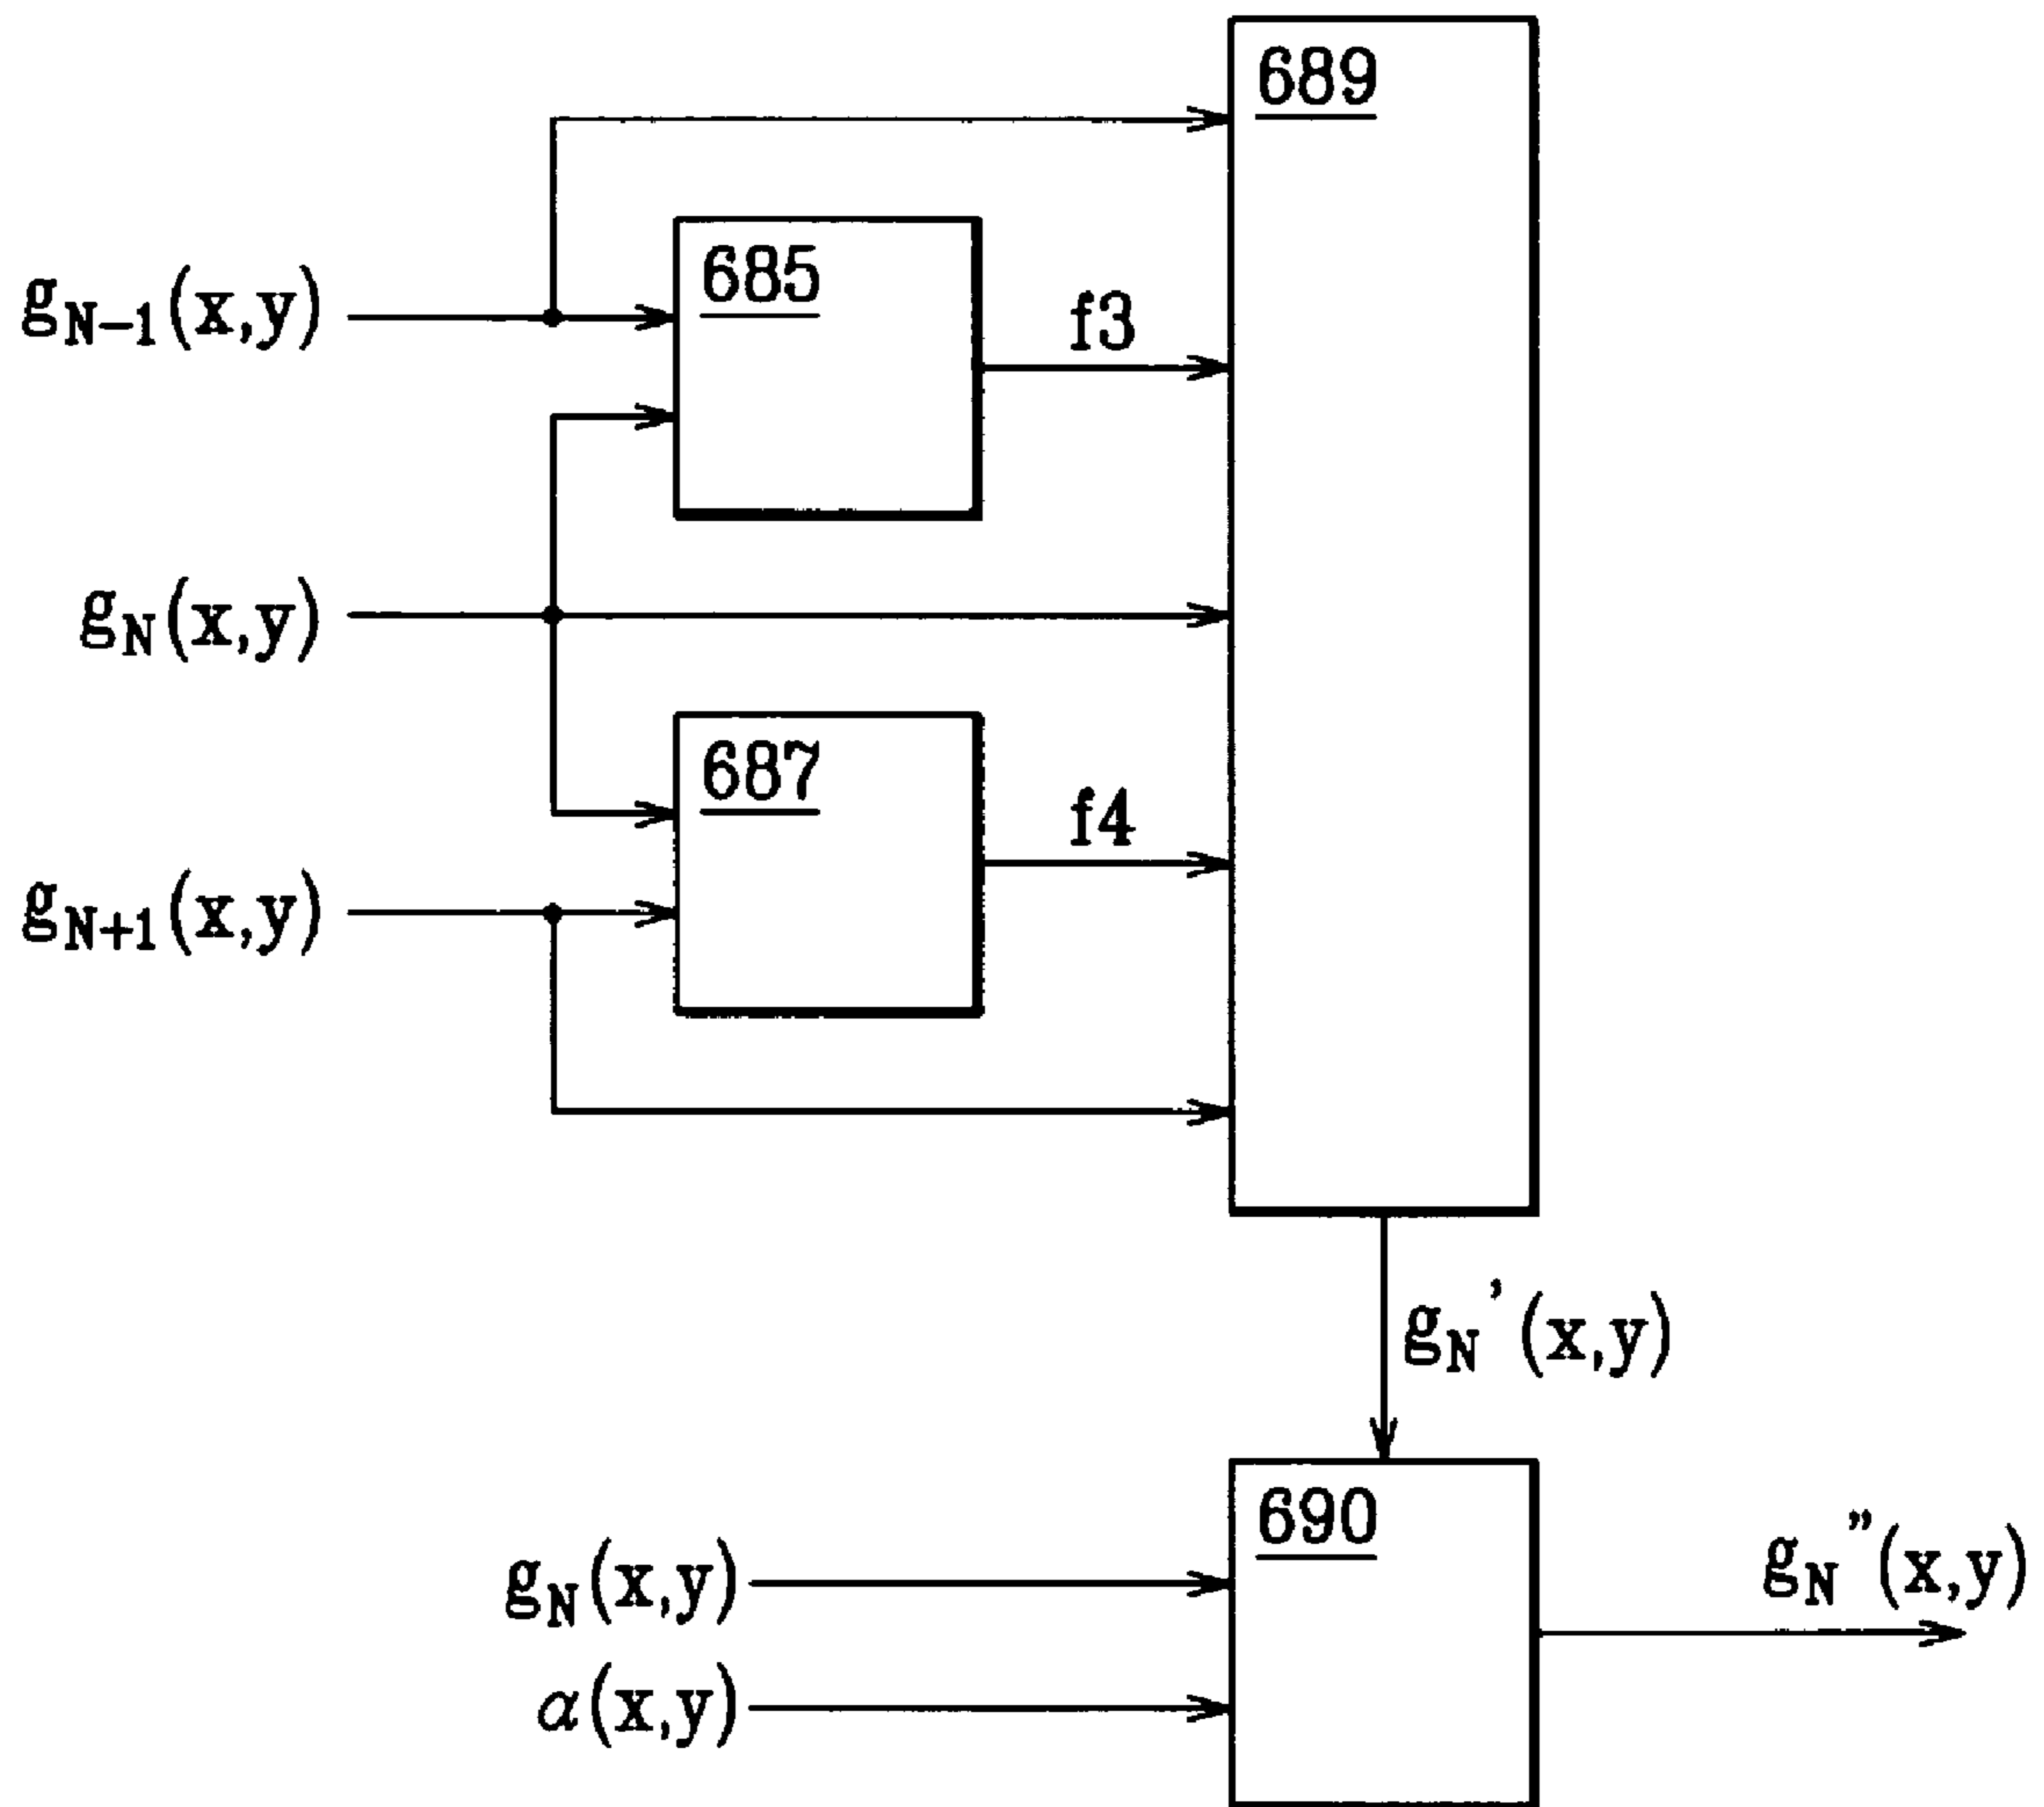 689
685
g_{N-1}(x,y)
f3
g_N(x,y)
687
f4
g_{N+1}(x,y)
g_N'(x,y)
690
g_N(x,y)
g_N"(x,y)
α(x,y)